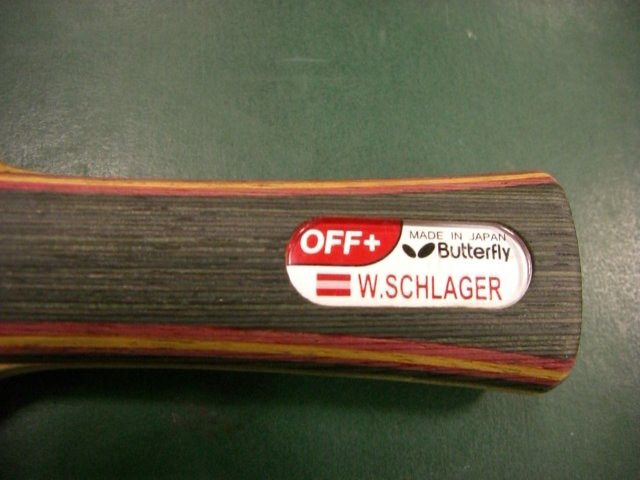 OFF+
MADE IN JAPAN
Butterfly
W.SCHLAGER